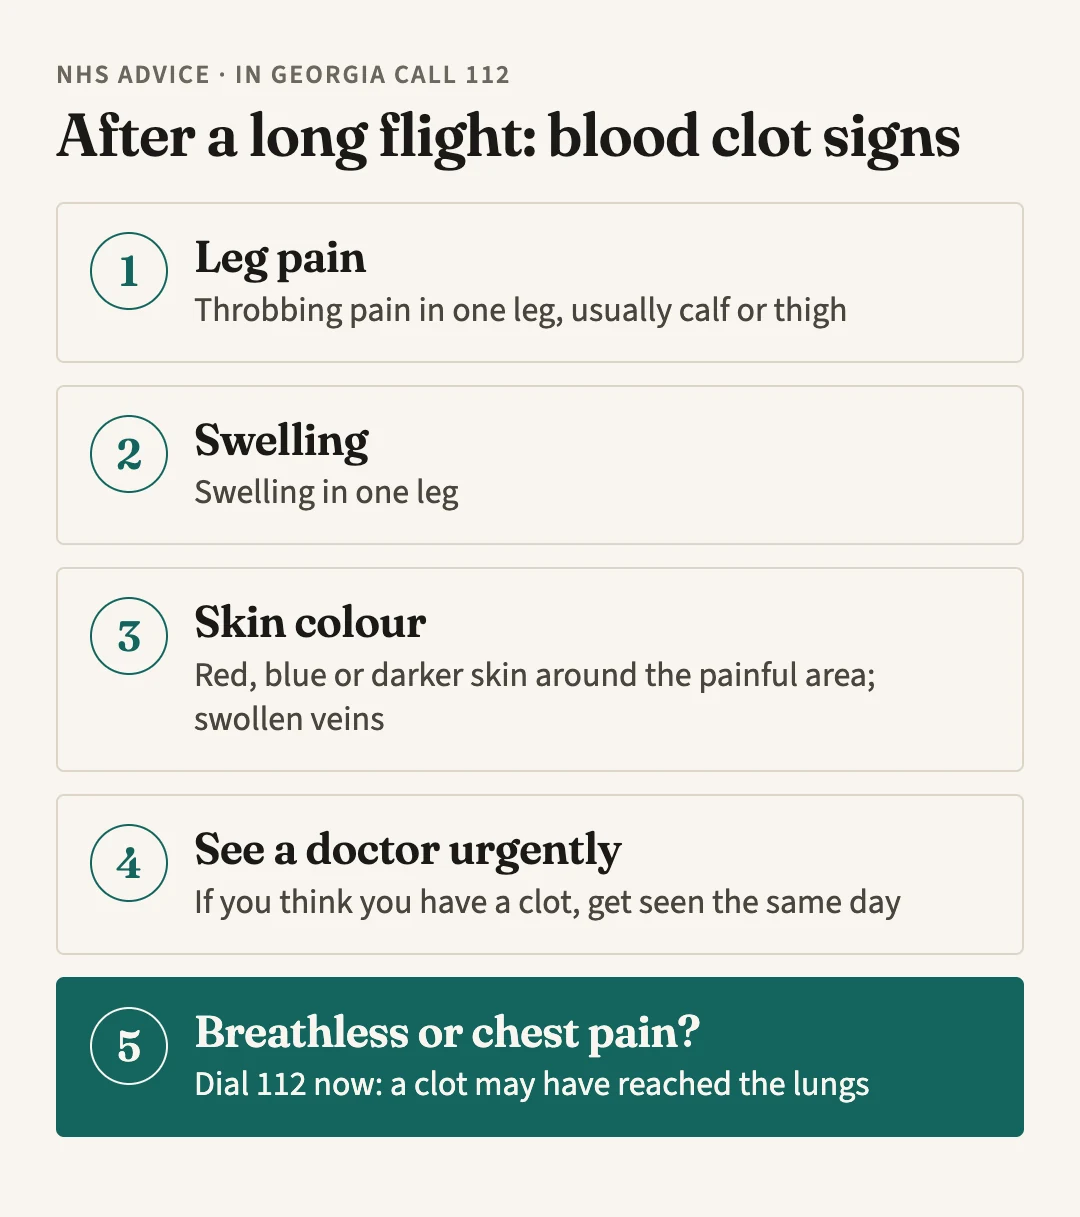 NHS ADVICE · IN GEORGIA CALL 112
After a long flight: blood clot signs
1
Leg pain
Throbbing pain in one leg, usually calf or thigh
2
Swelling
Swelling in one leg
3
Skin colour
Red, blue or darker skin around the painful area;
swollen veins
4
See a doctor urgently
If you think you have a clot, get seen the same day
5
Breathless or chest pain?
Dial 112 now: a clot may have reached the lungs